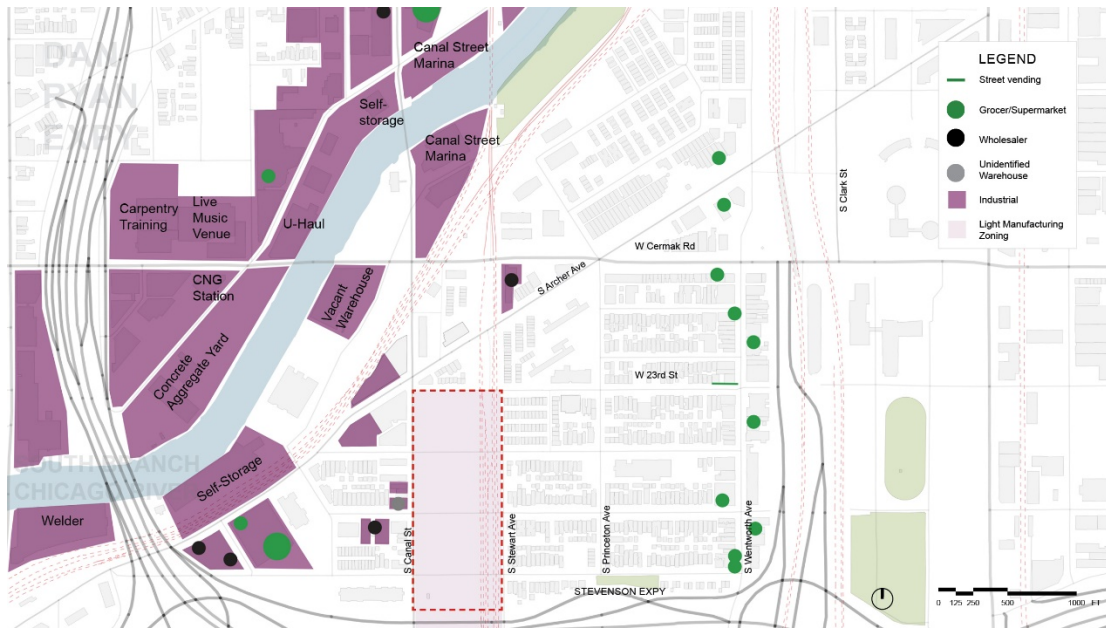 DAN
RYAN
EXPY
Canal Street
Marina
Self-
storage
Canal Street
Marina
Carpentry
Training
Live
Music
Venue
U-Haul
CNG
Station
Concrete
Aggregate Yard
Vacant
Warehouse
SOUTH BRANCH
CHICAGO RIVER
Self-Storage
Welder
S Canal St
S Stewart Ave
S Princeton Ave
S Wentworth Ave
S Archer Ave
W Cermak Rd
W 23rd St
S Clark St
STEVENSON EXPY
LEGEND
Street vending
Grocer/Supermarket
Wholesaler
Unidentified
Warehouse
Industrial
Light Manufacturing
Zoning
0 125 250 500 1000 FT